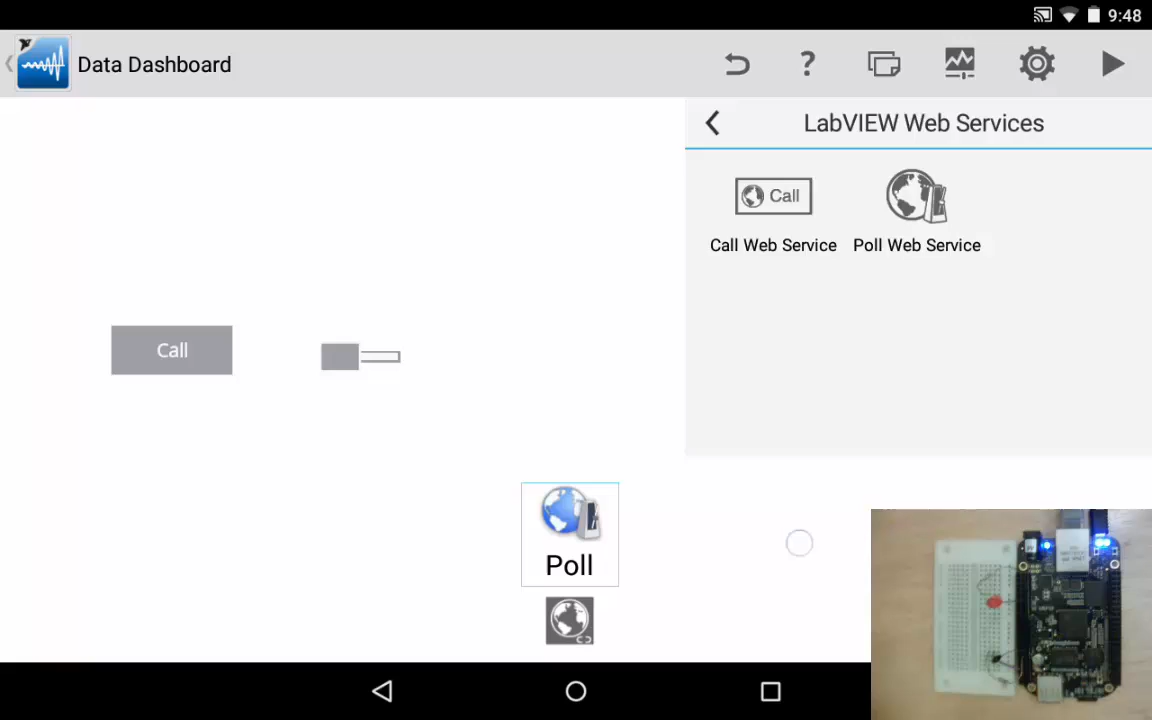 9:48
Data Dashboard
?
LabVIEW Web Services
Call
Call Web Service
Poll Web Service
Call
Poll